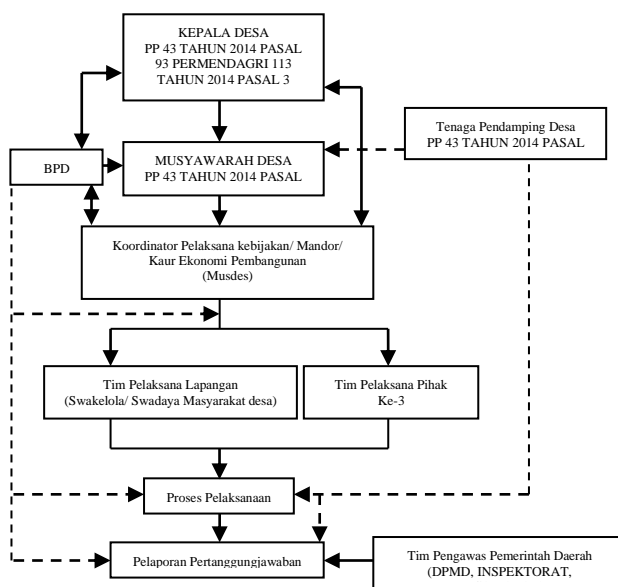 KEPALA DESA
PP 43 TAHUN 2014 PASAL
93 PERMENDAGRI 113
TAHUN 2014 PASAL 3
Tenaga Pendamping Desa
PP 43 TAHUN 2014 PASAL
BPD
MUSYAWARAH DESA
PP 43 TAHUN 2014 PASAL
Koordinator Pelaksana kebijakan/ Mandor/
Kaur Ekonomi Pembangunan
(Musdes)
Tim Pelaksana Lapangan
(Swakelola/ Swadaya Masyarakat desa)
Tim Pelaksana Pihak
Ke-3
Proses Pelaksanaan
Pelaporan Pertanggungjawaban
Tim Pengawas Pemerintah Daerah
(DPMD, INSPEKTORAT,